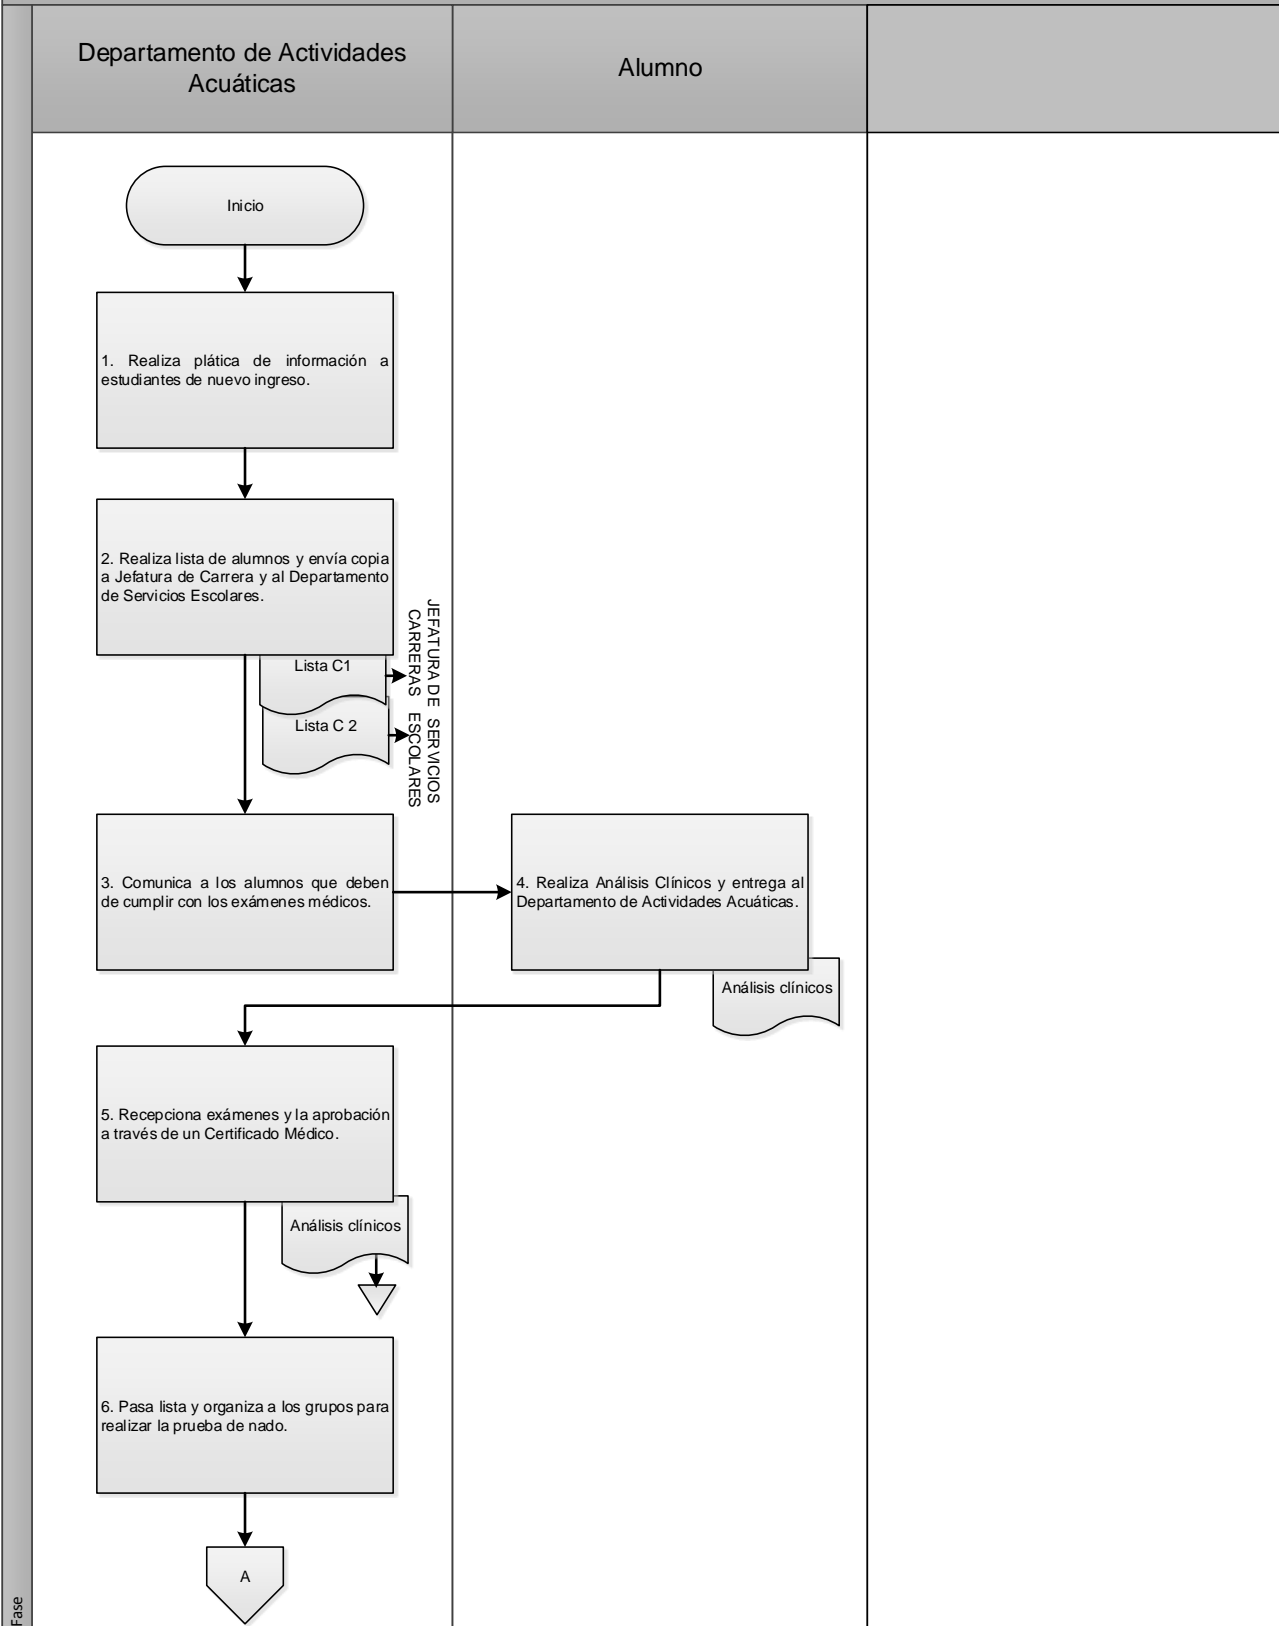 Departamento de Actividades
Acuáticas
Alumno
Inicio
1. Realiza plática de información a
estudiantes de nuevo ingreso.
2. Realiza lista de alumnos y envía copia
a Jefatura de Carrera y al Departamento
de Servicios Escolares.
Lista C1
Lista C 2
JEFATURA DE SERVICIOS
CARRERAS ESCOLARES
3. Comunica a los alumnos que deben
de cumplir con los exámenes médicos.
4. Realiza Análisis Clínicos y entrega al
Departamento de Actividades Acuáticas.
Análisis clínicos
5. Recepciona exámenes y la aprobación
a través de un Certificado Médico.
Análisis clínicos
6. Pasa lista y organiza a los grupos para
realizar la prueba de nado.
A
Fase